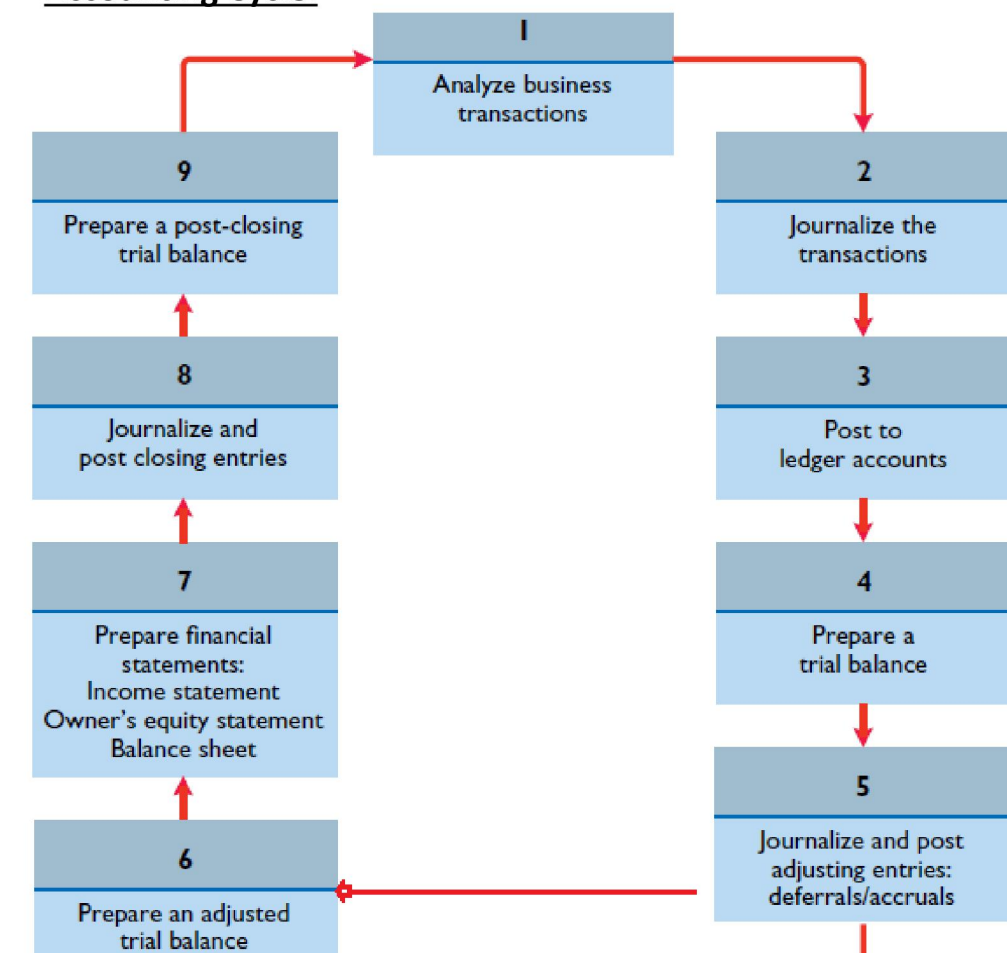 1
Analyze business
transactions
2
Journalize the
transactions
3
Post to
ledger accounts
4
Prepare a
trial balance
5
Journalize and post
adjusting entries:
deferrals/accruals
6
Prepare an adjusted
trial balance
7
Prepare financial
statements:
Income statement
Owner's equity statement
Balance sheet
8
Journalize and
post closing entries
9
Prepare a post-closing
trial balance